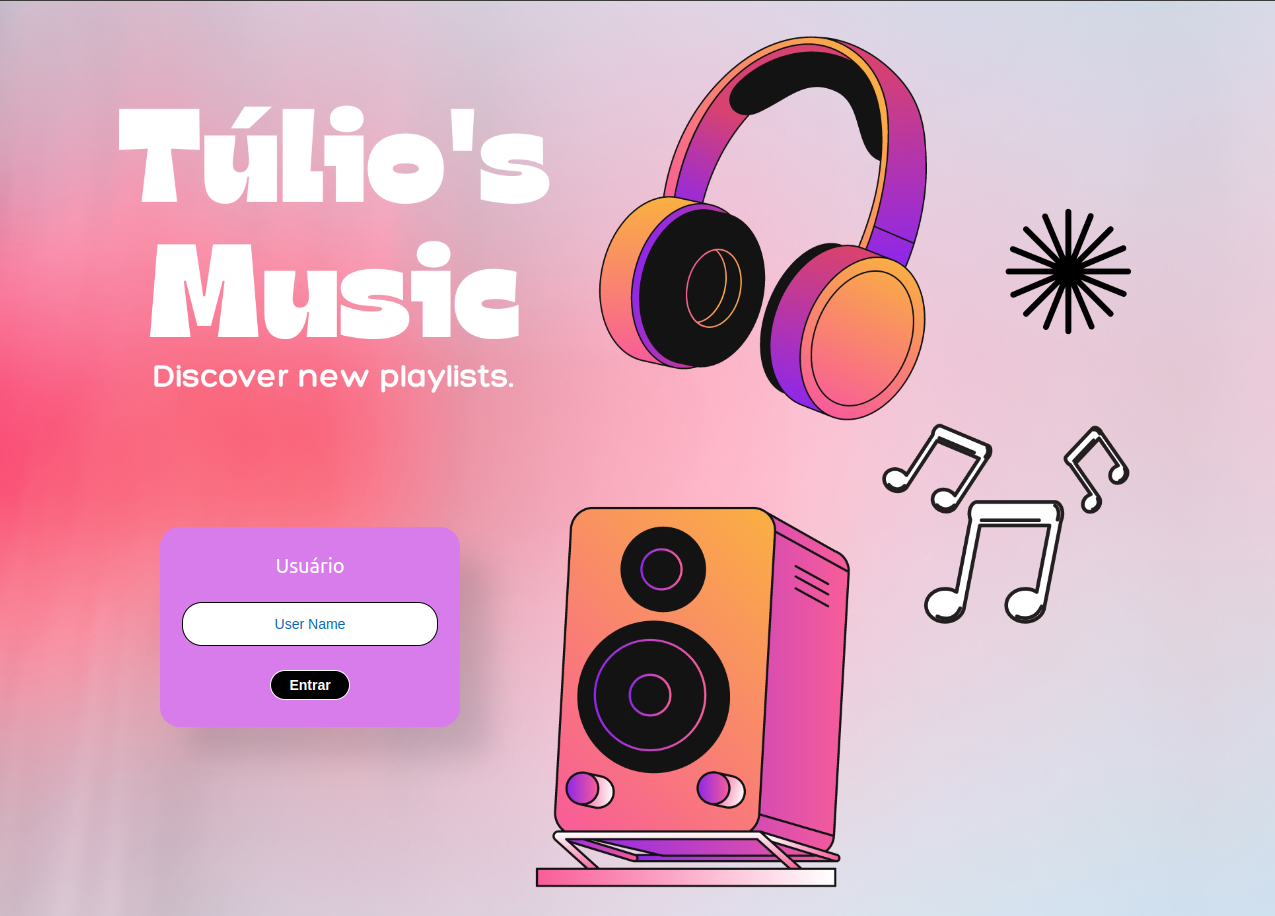 Túlio's
Music
Discover new playlists.
Usuário
User Name
Entrar